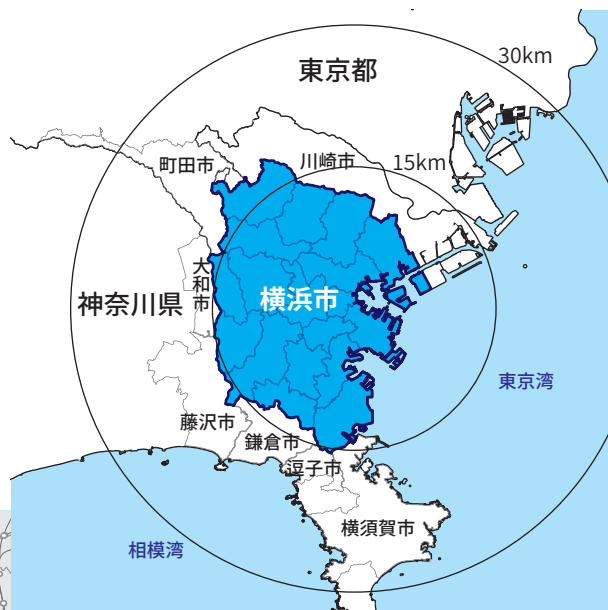 30km
東京都
川崎市
15km
町田市
大和市
横浜市
神奈川県
東京湾
藤沢市
鎌倉市
逗子市
横須賀市
相模湾